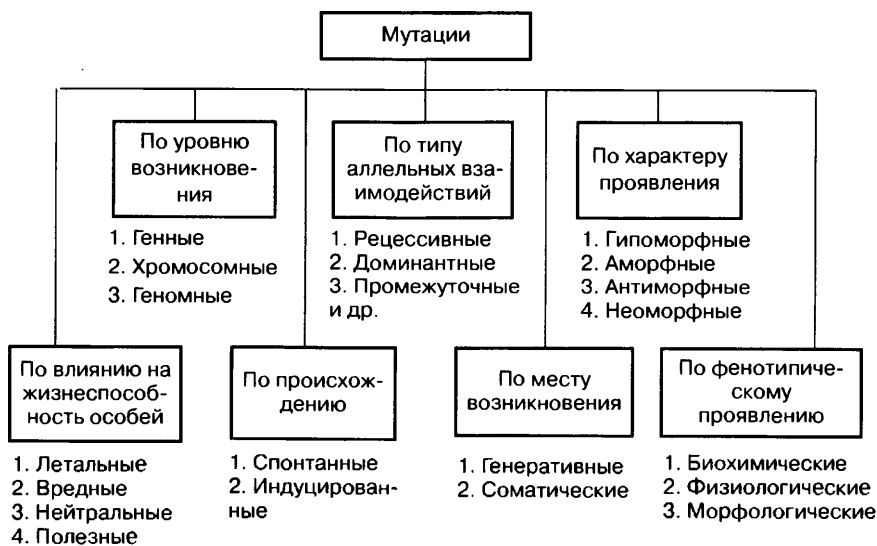 Мутации
По уровню
возникнове-
ния
1. Генные
2. Хромосомные
3. Геномные
По типу
аллельных вза-
имодействий
1. Рецессивные
2. Доминантные
3. Промежуточные
и др.
По характеру
проявления
1. Гипоморфные
2. Аморфные
3. Антиморфные
4. Неоморфные
По влиянию на
жизнеспособ-
ность особей
1. Летальные
2. Вредные
3. Нейтральные
4. Полезные
По происхож-
дению
1. Спонтанные
2. Индуцирован-
ные
По месту
возникновения
1. Генеративные
2. Соматические
По фенотипиче-
скому
проявлению
1. Биохимические
2. Физиологические
3. Морфологические